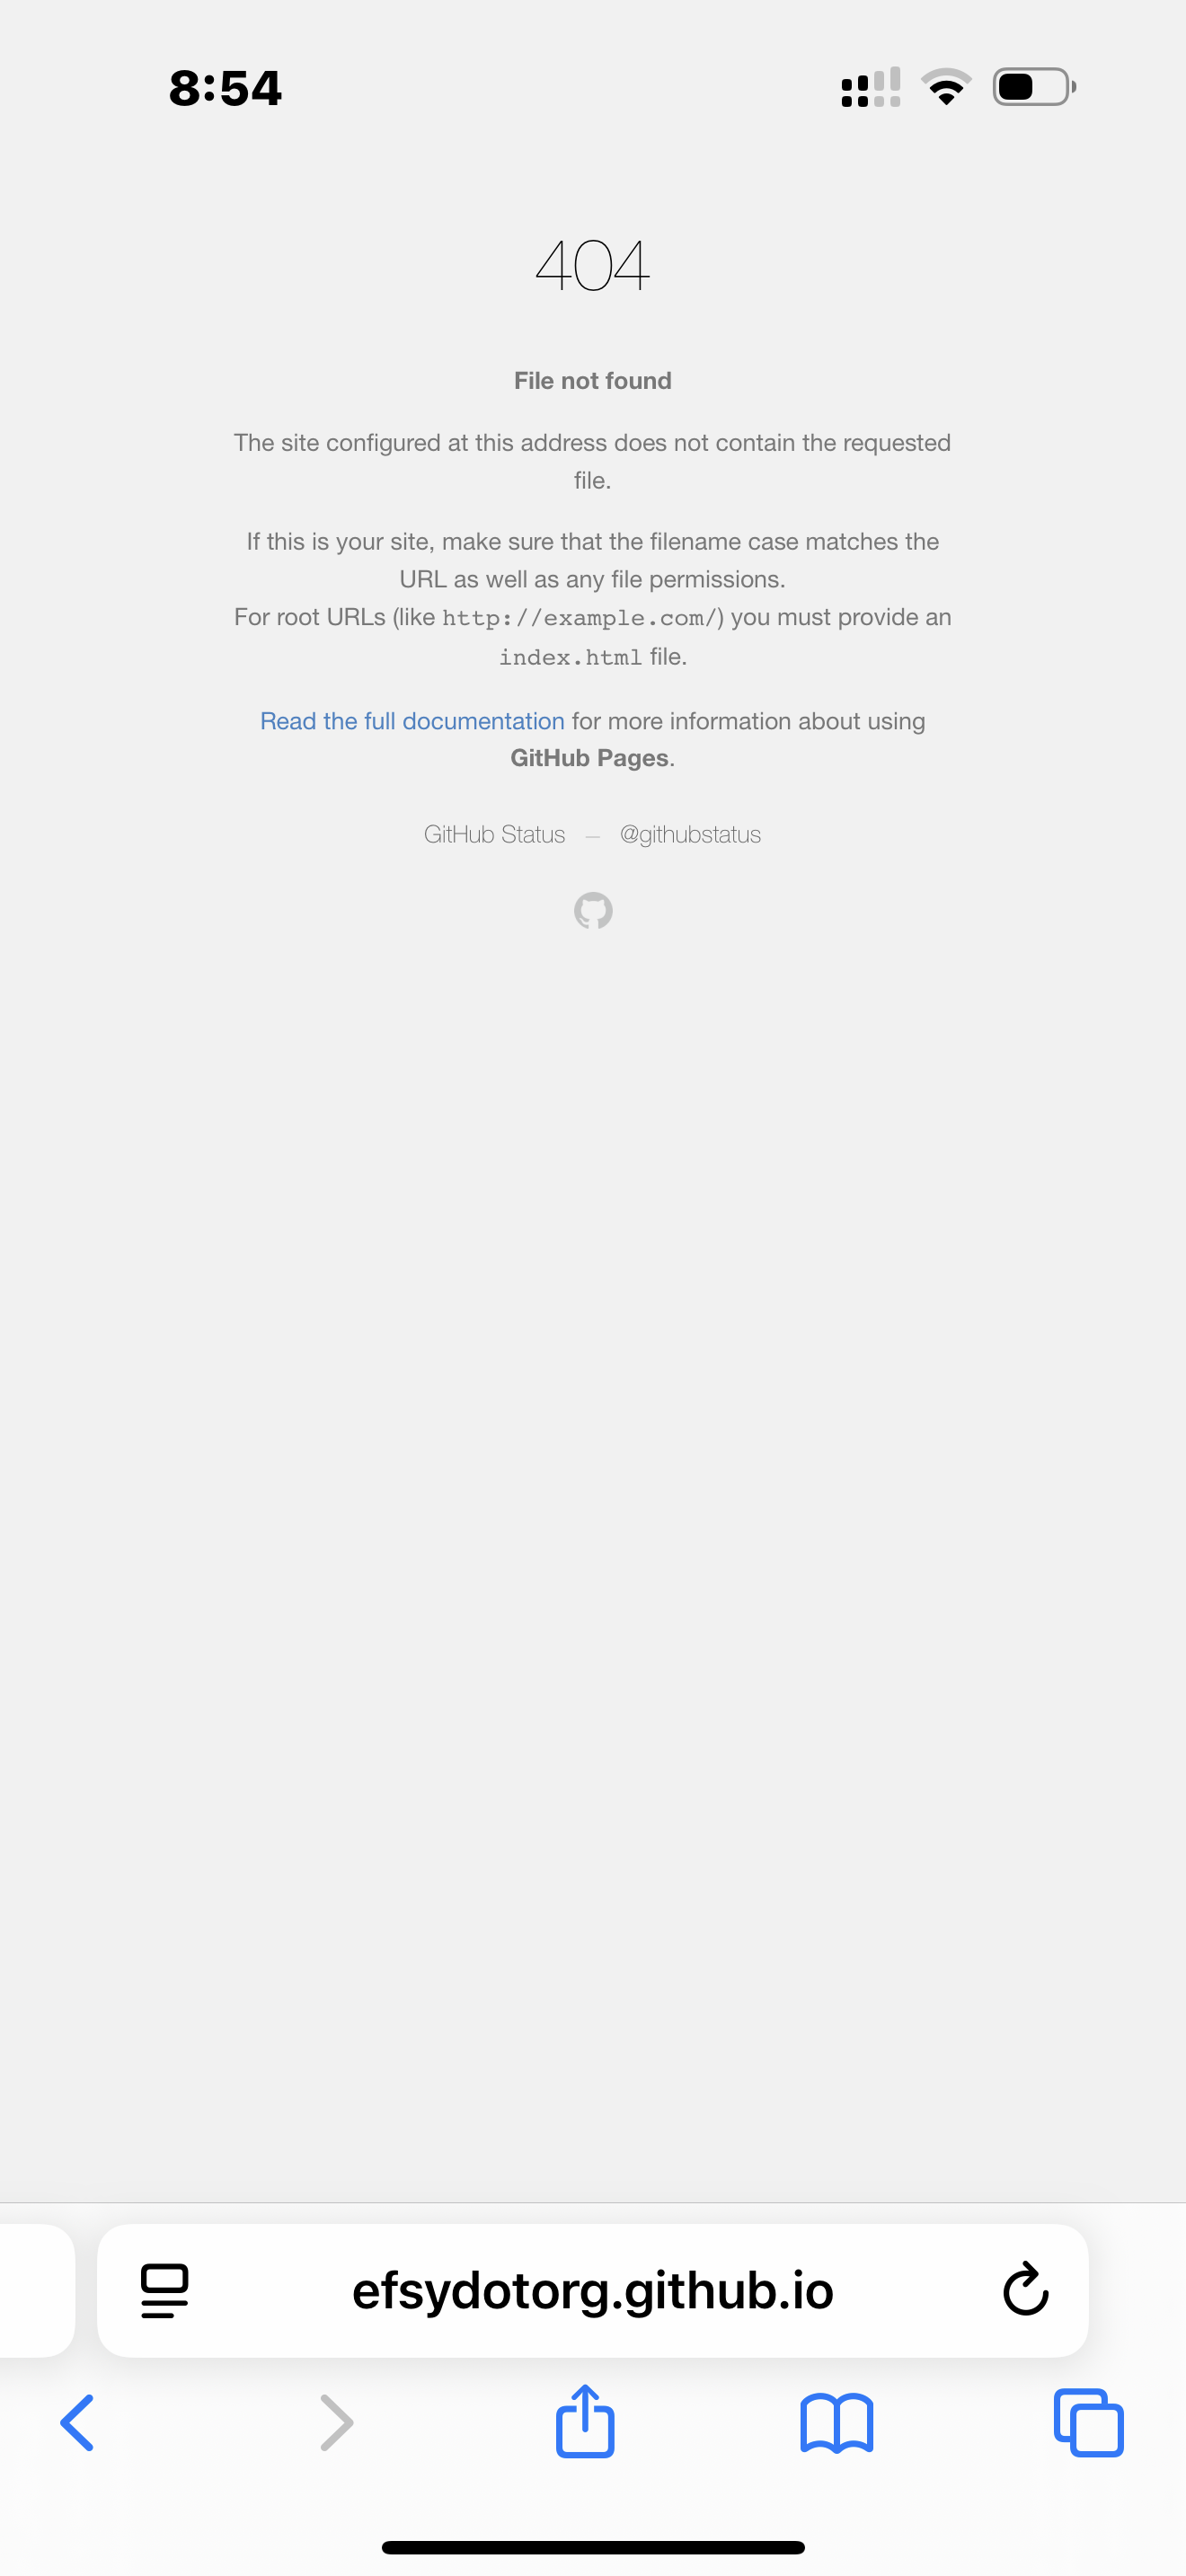 8:54
404
File not found
The site configured at this address does not contain the requested
file.
If this is your site, make sure that the filename case matches the
URL as well as any file permissions.
For root URLs (like http://example.com/) you must provide an
index.html file.
Read the full documentation for more information about using
GitHub Pages.
GitHub Status — @githubstatus
efsydotorg.github.io